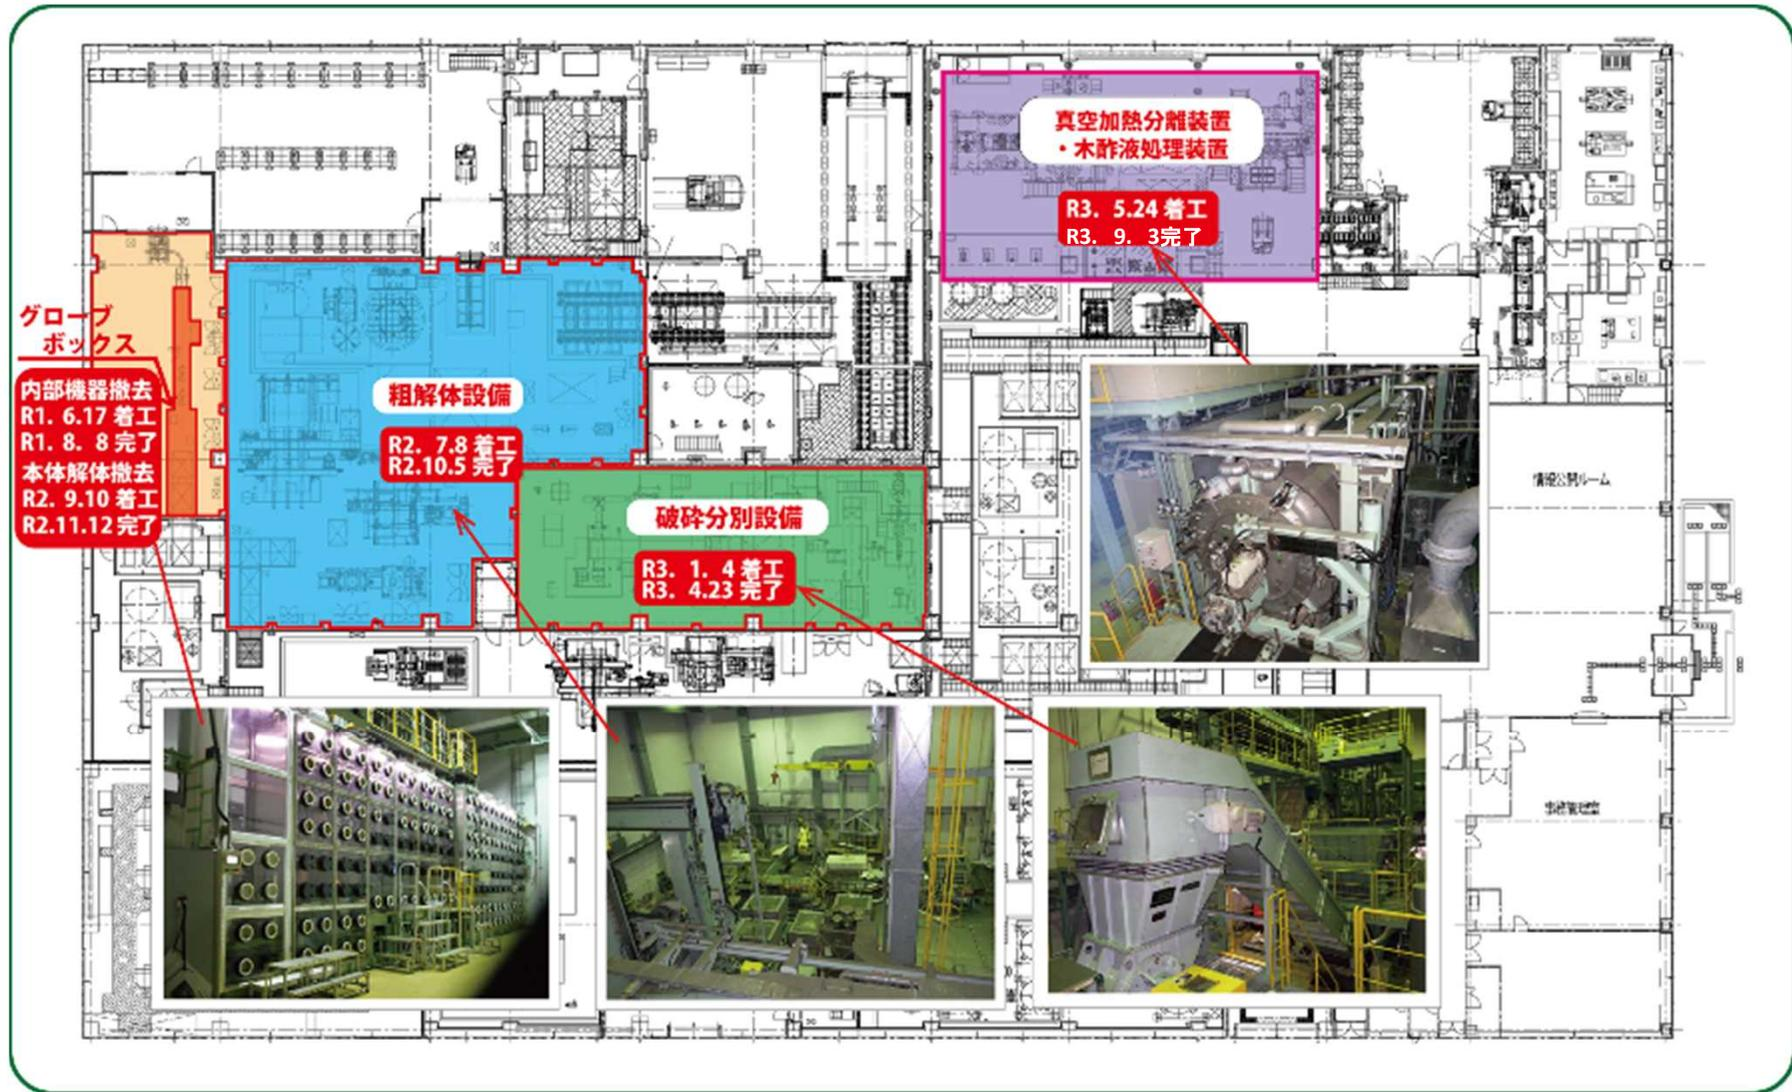 真空加熱分離装置
・木酢液処理装置
R3. 5.24 着工
R3. 9. 3完了
グローブ
ボックス
内部機器撤去
R1. 6.17 着工
R1. 8. 8 完了
本体解体撤去
R2. 9.10 着工
R2.11.12 完了
粗解体設備
R2. 7.8 着工
R2.10.5 完了
破砕分別設備
R3. 1. 4 着工
R3. 4.23 完了
情報公開ルーム
事務管理室